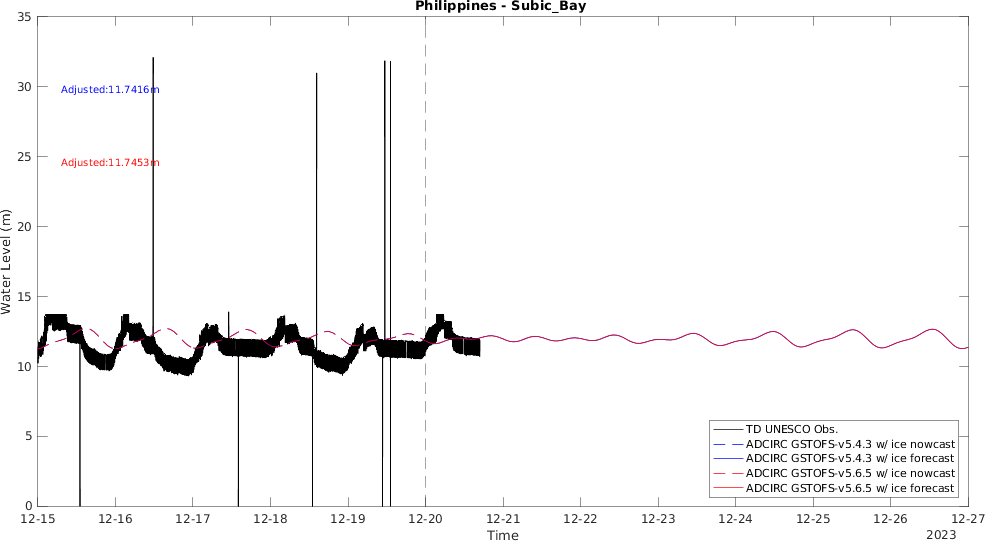 Philippines - Subic_Bay
35
30
25
20
15
10
5
0
Water Level (m)
Adjusted:11.7416m
Adjusted:11.7453m
TD UNESCO Obs.
ADCIRC GSTOFS-v5.4.3 w/ ice nowcast
ADCIRC GSTOFS-v5.4.3 w/ ice forecast
ADCIRC GSTOFS-v5.6.5 w/ ice nowcast
ADCIRC GSTOFS-v5.6.5 w/ ice forecast
12-15 12-16 12-17 12-18 12-19 12-20 12-21 12-22 12-23 12-24 12-25 12-26 12-27
Time
2023